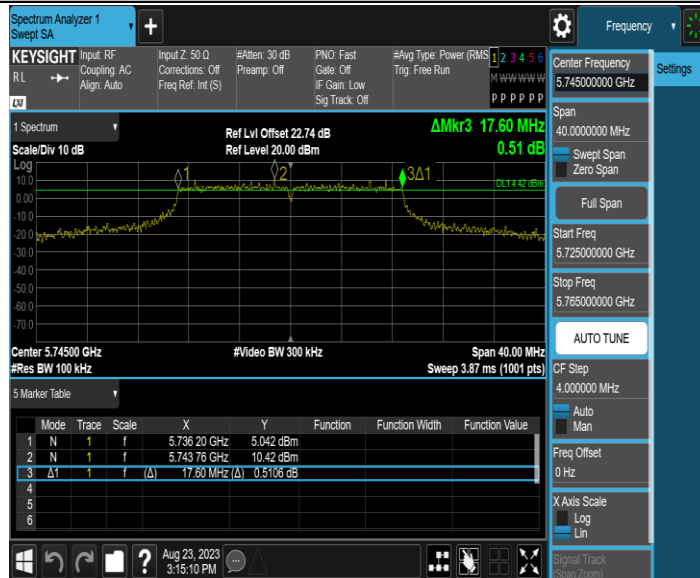 Spectrum Analyzer 1
Swept SA
+
Frequency
KEYSIGHT Input: RF Input Z: 50 Ω #Atten: 30 dB PNO: Fast #Avg Type: Power (RMS 1 2 3 4 5 6
RL Coupling: AC Corrections: Off Preamp: Off Gate: Off Trig: Free Run M W W W W W
Align: Auto Freq Ref: Int (S) IF Gain: Low
LXI Sig Track: Off P P P P P P
1 Spectrum
Scale/Div 10 dB
Ref Lvl Offset 22.74 dB
Ref Level 20.00 dBm
ΔMkr3 17.60 MHz
0.51 dB
Log
10.0
0.00
-10.0
-20.0
-30.0
-40.0
-50.0
-60.0
-70.0
1
2
3Δ1
DL1 4.42 dBm
Center 5.74500 GHz #Video BW 300 kHz Span 40.00 MHz
#Res BW 100 kHz Sweep 3.87 ms (1001 pts)
5 Marker Table
Mode Trace Scale X Y Function Function Width Function Value
1 N 1 f 5.736 20 GHz 5.042 dBm
2 N 1 f 5.743 76 GHz 10.42 dBm
3 Δ1 1 f (Δ) 17.60 MHz (Δ) 0.5106 dB
4
5
6
?
Aug 23, 2023
3:15:10 PM
Center Frequency
5.745000000 GHz
Settings
Span
40.0000000 MHz
Swept Span
Zero Span
Full Span
Start Freq
5.725000000 GHz
Stop Freq
5.765000000 GHz
AUTO TUNE
CF Step
4.000000 MHz
Auto
Man
Freq Offset
0 Hz
X Axis Scale
Log
Lin
Signal Track
(Span Zoom)